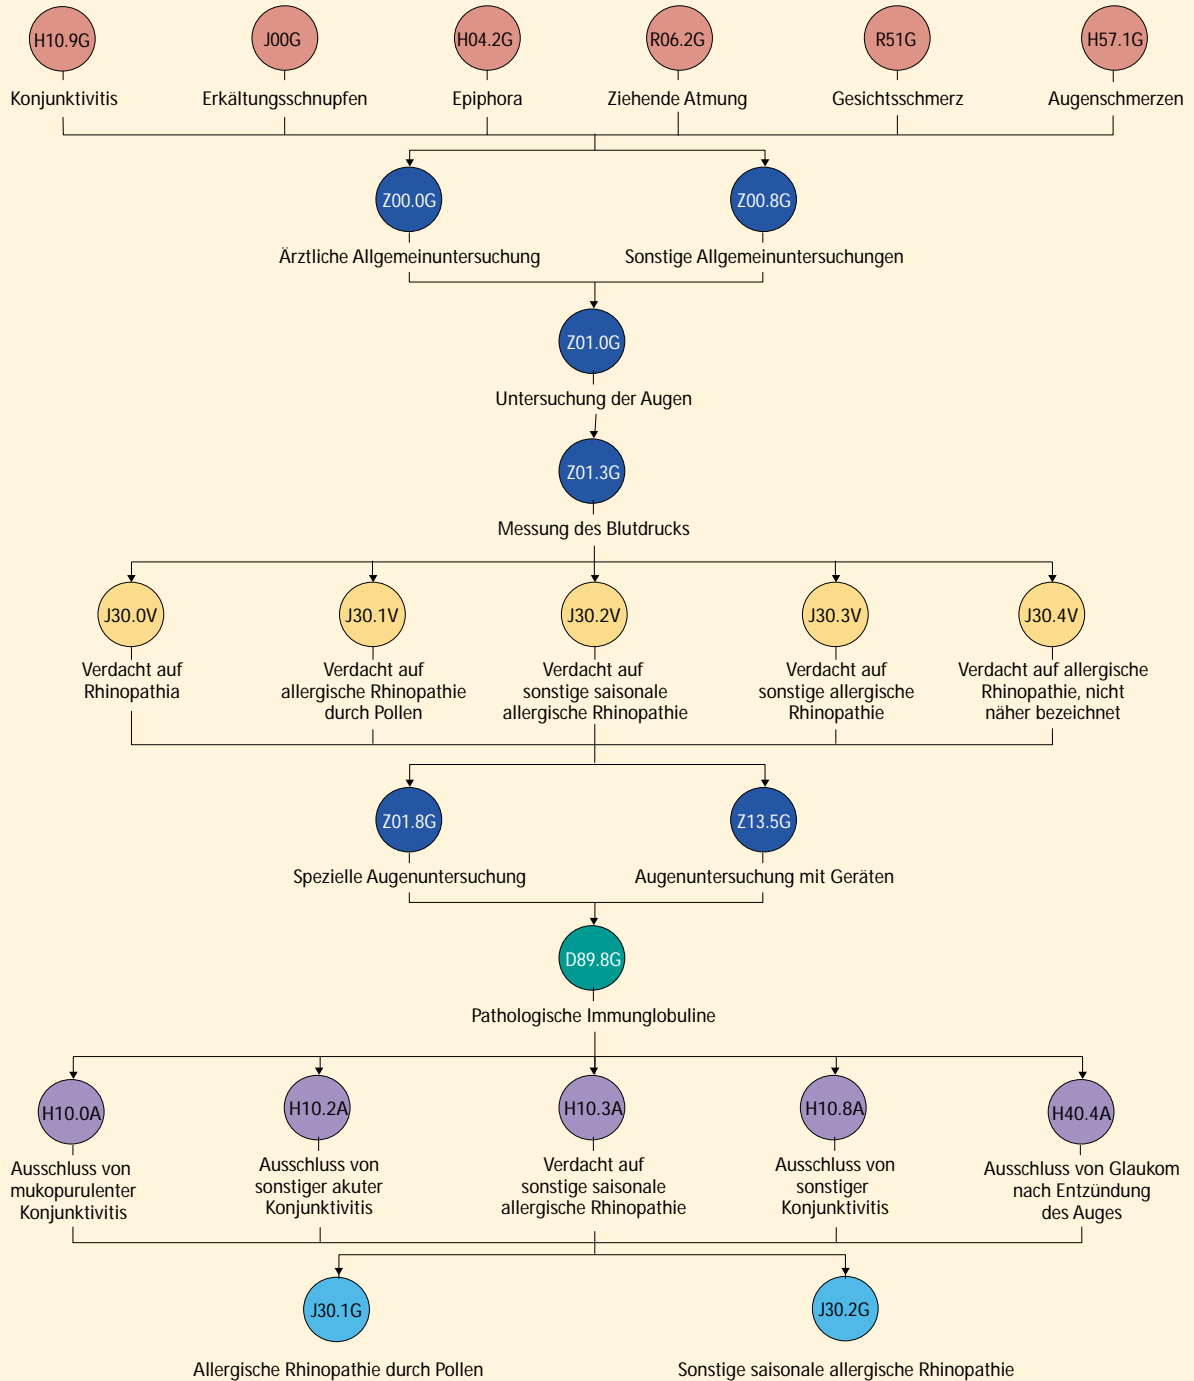 H10.9G J00G H04.2G R06.2G R51G H57.1G
Konjunktivitis Erkältungsschnupfen Epiphora Ziehende Atmung Gesichtsschmerz Augenschmerzen
Z00.0G Z00.8G
Ärztliche Allgemeinuntersuchung Sonstige Allgemeinuntersuchungen
Z01.0G
Untersuchung der Augen
Z01.3G
Messung des Blutdrucks
J30.0V J30.1V J30.2V J30.3V J30.4V
Verdacht auf
Rhinopathia
Verdacht auf
allergische Rhinopathie
durch Pollen
Verdacht auf
sonstige saisonale
allergische Rhinopathie
Verdacht auf
sonstige allergische
Rhinopathie
Verdacht auf allergische
Rhinopathie, nicht
näher bezeichnet
Z01.8G Z13.5G
Spezielle Augenuntersuchung Augenuntersuchung mit Geräten
D89.8G
Pathologische Immunglobuline
H10.0A H10.2A H10.3A H10.8A H40.4A
Ausschluss von
mukopurulenter
Konjunktivitis
Ausschluss von
sonstiger akuter
Konjunktivitis
Verdacht auf
sonstige saisonale
allergische Rhinopathie
Ausschluss von
sonstiger
Konjunktivitis
Ausschluss von Glaukom
nach Entzündung
des Auges
J30.1G J30.2G
Allergische Rhinopathie durch Pollen Sonstige saisonale allergische Rhinopathie